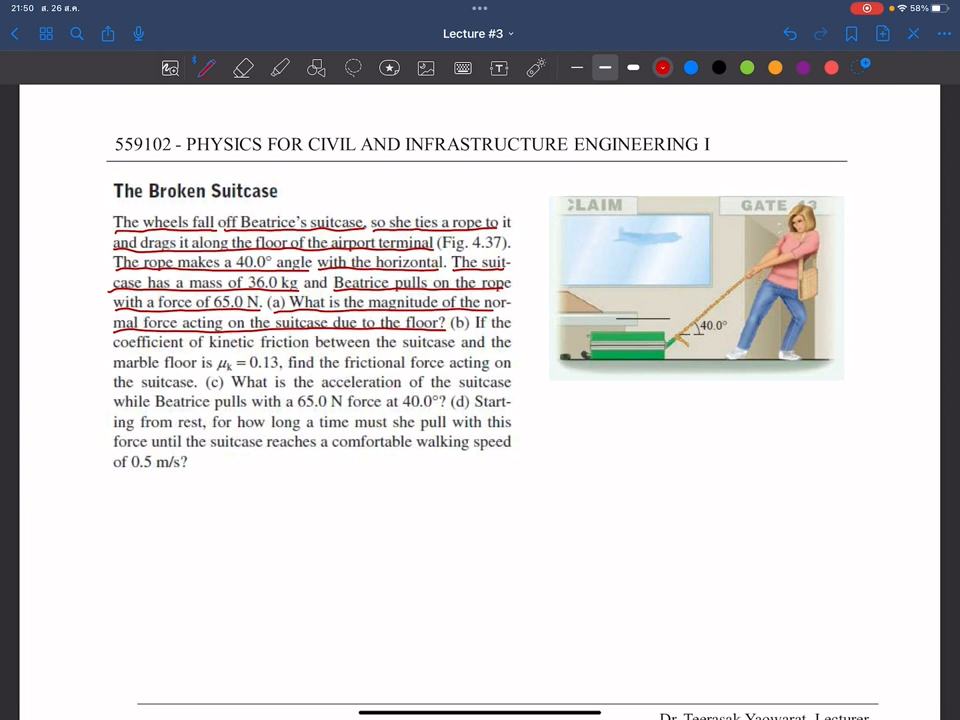 21:50 ส. 26 ส.ค.
58%
Lecture #3
559102 - PHYSICS FOR CIVIL AND INFRASTRUCTURE ENGINEERING I
The Broken Suitcase
The wheels fall off Beatrice's suitcase, so she ties a rope to it
and drags it along the floor of the airport terminal (Fig. 4.37).
The rope makes a 40.0° angle with the horizontal. The suit-
case has a mass of 36.0 kg and Beatrice pulls on the rope
with a force of 65.0 N. (a) What is the magnitude of the nor-
mal force acting on the suitcase due to the floor? (b) If the
coefficient of kinetic friction between the suitcase and the
marble floor is μk = 0.13, find the frictional force acting on
the suitcase. (c) What is the acceleration of the suitcase
while Beatrice pulls with a 65.0 N force at 40.0°? (d) Start-
ing from rest, for how long a time must she pull with this
force until the suitcase reaches a comfortable walking speed
of 0.5 m/s?
CLAIM
GATE
40.0°
Dr. Teerasak Yaowarat, Lecturer